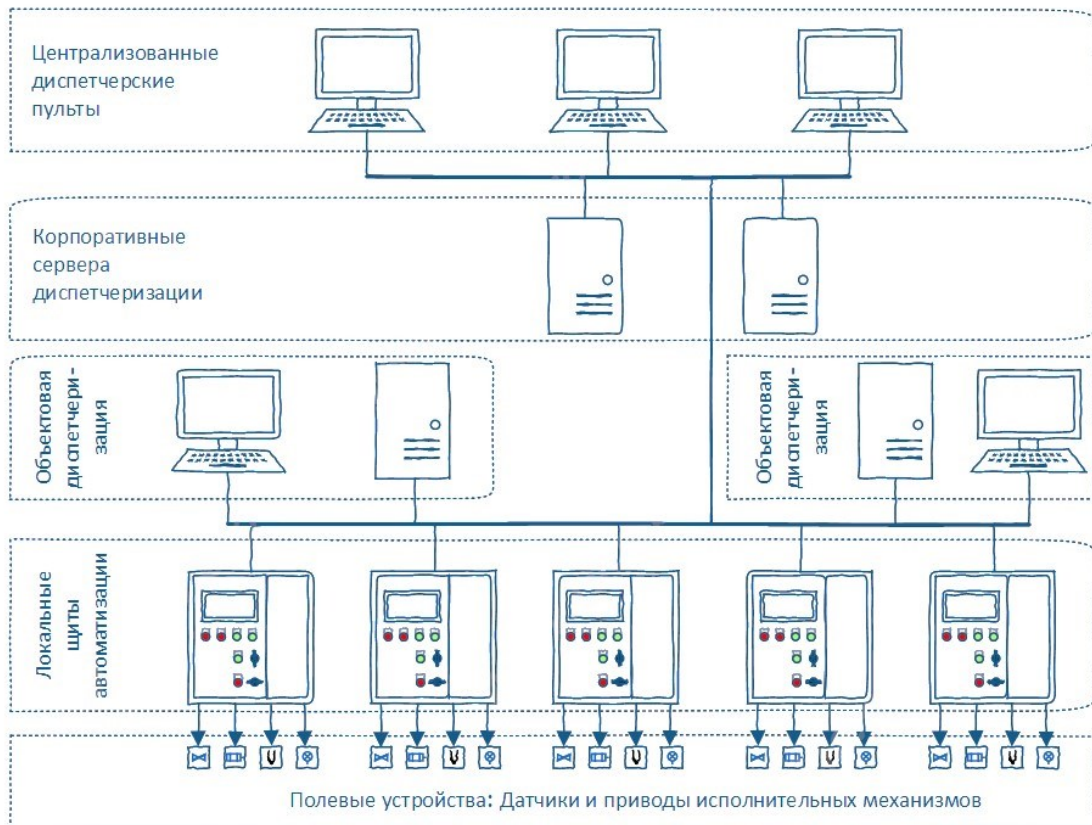 Централизованные
диспетчерские
пульты
Корпоративные
сервера
диспетчеризации
Объектовая
диспетчери-
зация
Объектовая
диспетчери-
зация
Локальные
щиты
автоматизации
Полевые устройства: Датчики и приводы исполнительных механизмов